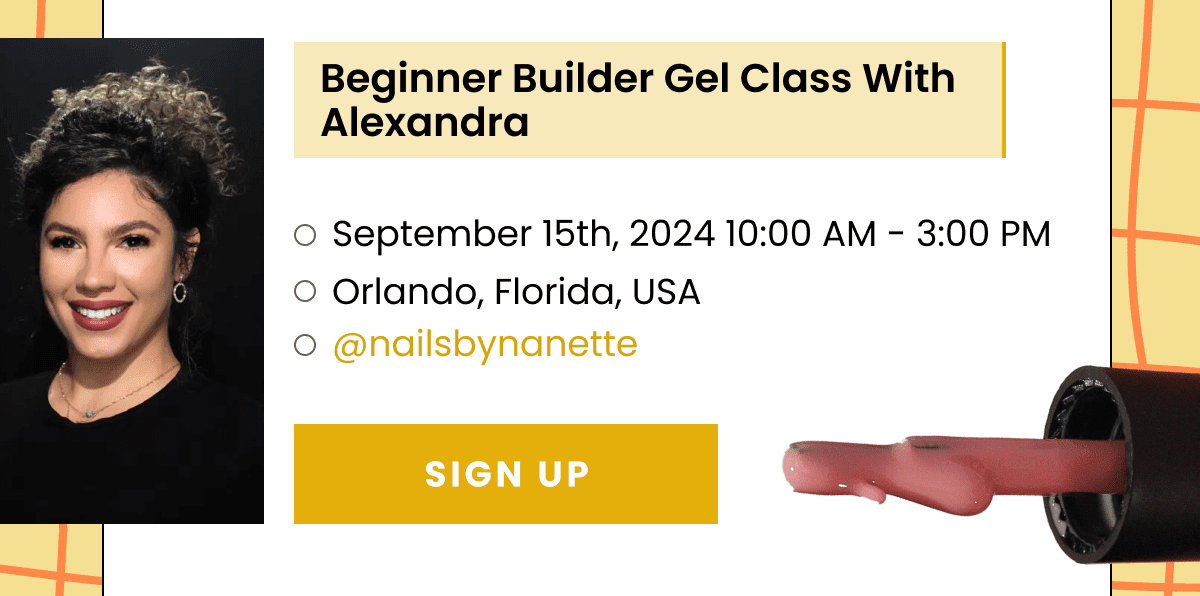 Beginner Builder Gel Class With
Alexandra
September 15th, 2024 10:00 AM - 3:00 PM
Orlando, Florida, USA
@nailsbynanette
SIGN UP